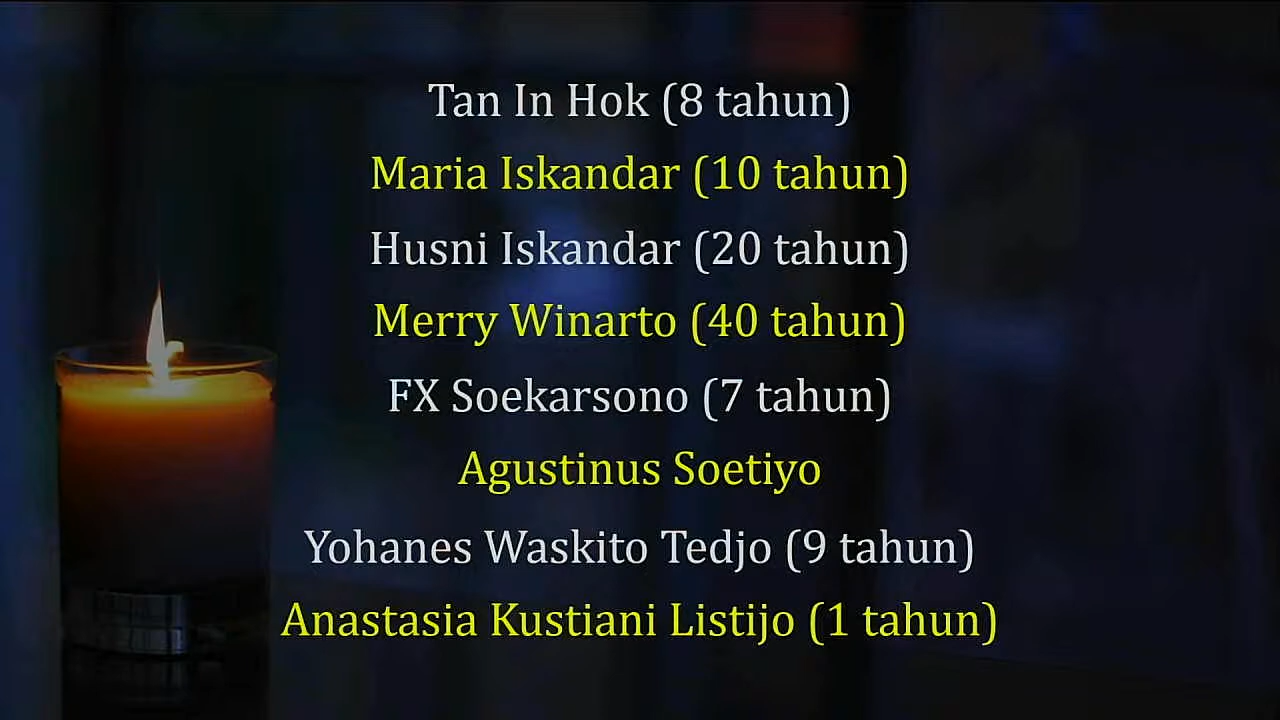 Tan In Hok (8 tahun)
Maria Iskandar (10 tahun)
Husni Iskandar (20 tahun)
Merry Winarto (40 tahun)
FX Soekarsono (7 tahun)
Agustinus Soetiyo
Yohanes Waskito Tedjo (9 tahun)
Anastasia Kustiani Listijo (1 tahun)